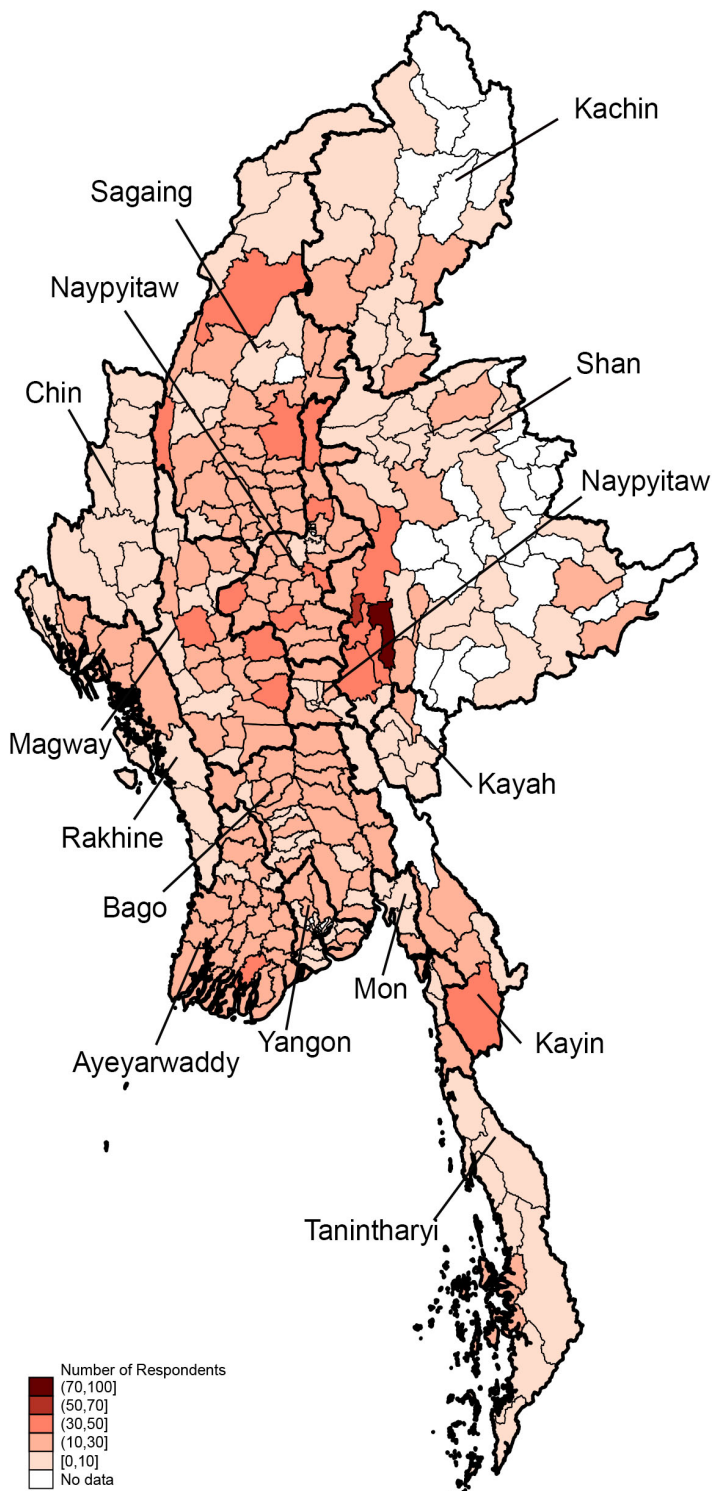 Kachin
Sagaing
Naypyitaw
Shan
Chin
Naypyitaw
Magway
Kayah
Rakhine
Bago
Mon
Yangon
Kayin
Ayeyarwaddy
Tanintharyi
Number of Respondents
(70,100]
(50,70]
(30,50]
(10,30]
[0,10]
No data